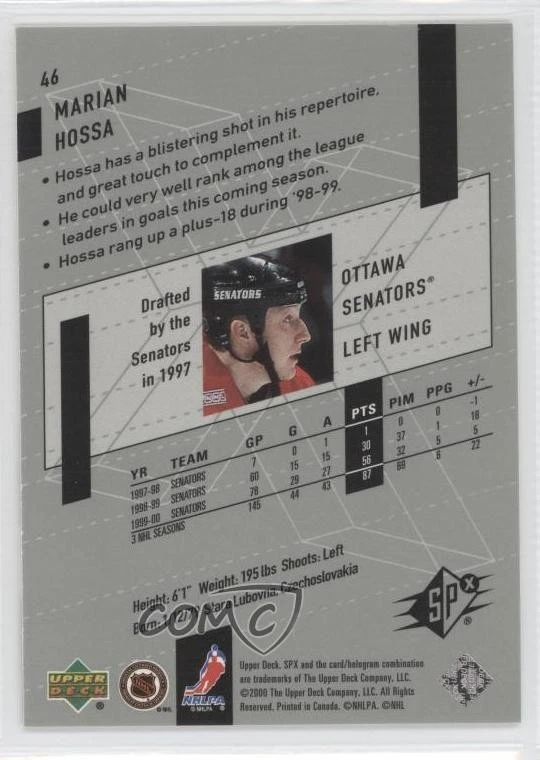 46
MARIAN
HOSSA
• Hossa has a blistering shot in his repertoire,
and great touch to complement it.
• He could very well rank among the league
leaders in goals this coming season.
• Hossa rang up a plus-18 during '98-99.
Drafted
by the
Senators
in 1997
SENATORS
OTTAWA
SENATORS®
LEFT WING
YR TEAM GP G A PTS PIM PPG +/-
1997-98 SENATORS 7 0 1 1 0 0 -1
1998-99 SENATORS 60 15 15 30 37 1 18
1999-00 SENATORS 78 29 27 56 32 5 5
3 NHL SEASONS 145 44 43 87 69 6 22
Height: 6'1" Weight: 195 lbs Shoots: Left
Born: 1/12/79 Stara Lubovna, Czechoslovakia
COMC
SPX®
UPPER
DECK®
© NHL
NHLPA
© NHLPA ®
Upper Deck, SPX and the card/hologram combination
are trademarks of The Upper Deck Company, LLC.
©2000 The Upper Deck Company, LLC. All Rights
Reserved. Printed in Canada. ©NHLPA. ©NHL